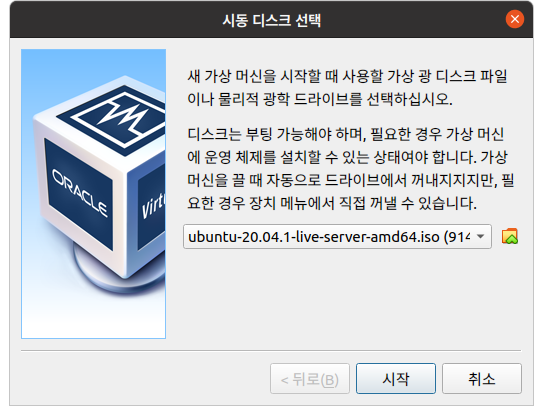 시동 디스크 선택
새 가상 머신을 시작할 때 사용할 가상 광 디스크 파일
이나 물리적 광학 드라이브를 선택하십시오.
디스크는 부팅 가능해야 하며, 필요한 경우 가상 머신
에 운영 체제를 설치할 수 있는 상태여야 합니다. 가상
머신을 끌 때 자동으로 드라이브에서 꺼내지지지만, 필
요한 경우 장치 메뉴에서 직접 꺼낼 수 있습니다.
ORACLE
Virtu
ubuntu-20.04.1-live-server-amd64.iso (914
< 뒤로(B)
시작
취소